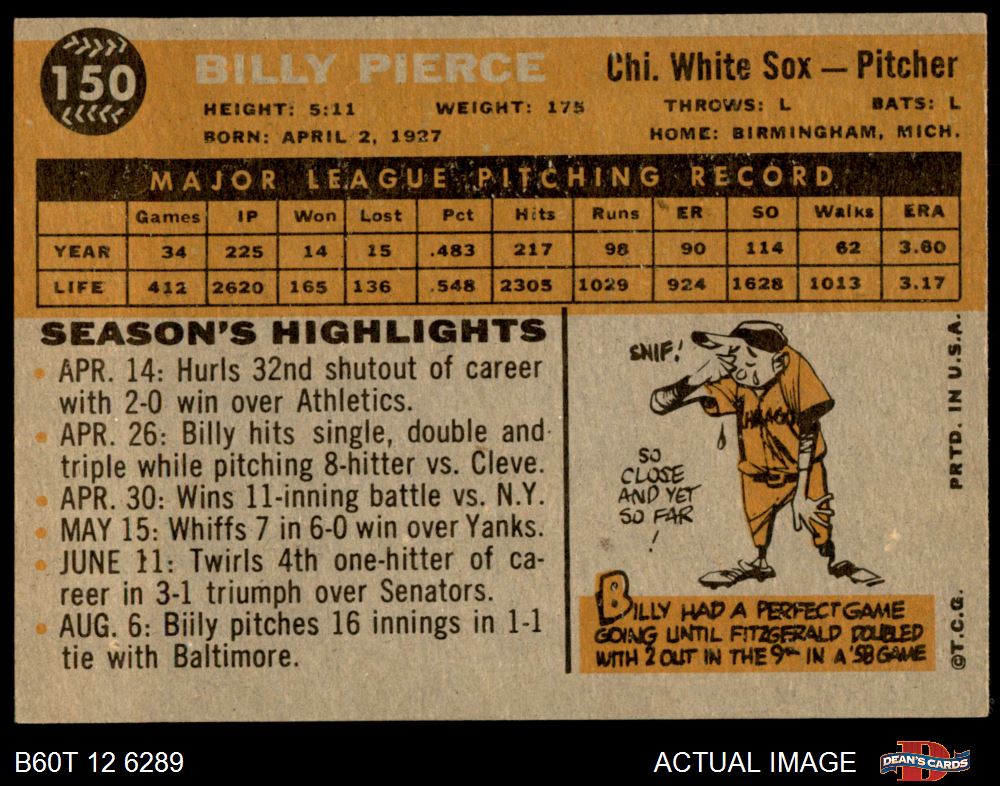 150
BILLY PIERCE
Chi. White Sox — Pitcher
HEIGHT: 5:11 WEIGHT: 175 THROWS: L BATS: L
BORN: APRIL 2, 1927 HOME: BIRMINGHAM, MICH.
MAJOR LEAGUE PITCHING RECORD
Games IP Won Lost Pct Hits Runs ER SO Walks ERA
YEAR 34 225 14 15 .483 217 98 90 114 62 3.60
LIFE 412 2620 165 136 .548 2305 1029 924 1628 1013 3.17
SEASON'S HIGHLIGHTS
• APR. 14: Hurls 32nd shutout of career
with 2-0 win over Athletics.
• APR. 26: Billy hits single, double and
triple while pitching 8-hitter vs. Cleve.
• APR. 30: Wins 11-inning battle vs. N.Y.
• MAY 15: Whiffs 7 in 6-0 win over Yanks.
• JUNE 11: Twirls 4th one-hitter of ca-
reer in 3-1 triumph over Senators.
• AUG. 6: Billy pitches 16 innings in 1-1
tie with Baltimore.
SNIF!
CHICAGO
SO
CLOSE
AND YET
SO FAR
!
BILLY HAD A PERFECT GAME
GOING UNTIL FITZGERALD DOUBLED
WITH 2 OUT IN THE 9TH IN A '58 GAME
©T.C.G. PRTD. IN U.S.A.
B60T 12 6289
ACTUAL IMAGE
D
DEAN'S CARDS